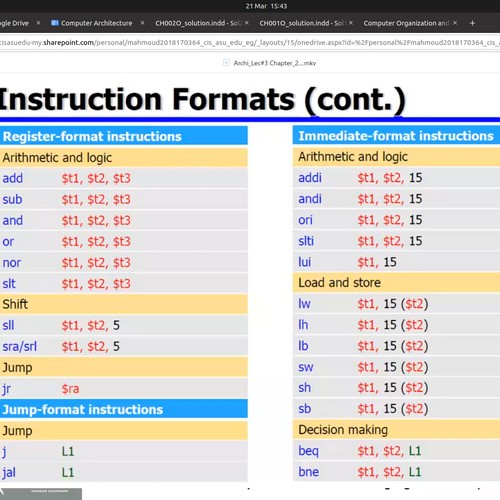 21 Mar 15:43
ogle Drive
Computer Architecture
CH002O_solution.indd - Sol
CH001O_solution.indd - Sol
Computer Organization and
cisasuedu-my.sharepoint.com/personal/mahmoud2018170364_cis_asu_edu_eg/_layouts/15/onedrive.aspx?id=%2Fpersonal%2Fmahmoud2018170364_cis_a
Archi_Lec#3 Chapter_2...mkv
Instruction Formats (cont.)
Register-format instructions
Arithmetic and logic
add $t1, $t2, $t3
sub $t1, $t2, $t3
and $t1, $t2, $t3
or $t1, $t2, $t3
nor $t1, $t2, $t3
slt $t1, $t2, $t3
Shift
sll $t1, $t2, 5
sra/srl $t1, $t2, 5
Jump
jr $ra
Jump-format instructions
Jump
j L1
jal L1
Immediate-format instructions
Arithmetic and logic
addi $t1, $t2, 15
andi $t1, $t2, 15
ori $t1, $t2, 15
slti $t1, $t2, 15
lui $t1, 15
Load and store
lw $t1, 15 ($t2)
lh $t1, 15 ($t2)
lb $t1, 15 ($t2)
sw $t1, 15 ($t2)
sh $t1, 15 ($t2)
sb $t1, 15 ($t2)
Decision making
beq $t1, $t2, L1
bne $t1, $t2, L1